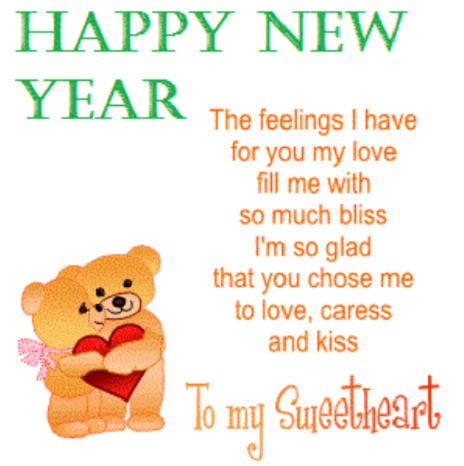 HAPPY NEW
YEAR
The feelings I have
for you my love
fill me with
so much bliss
I'm so glad
that you chose me
to love, caress
and kiss
To my Sweetheart